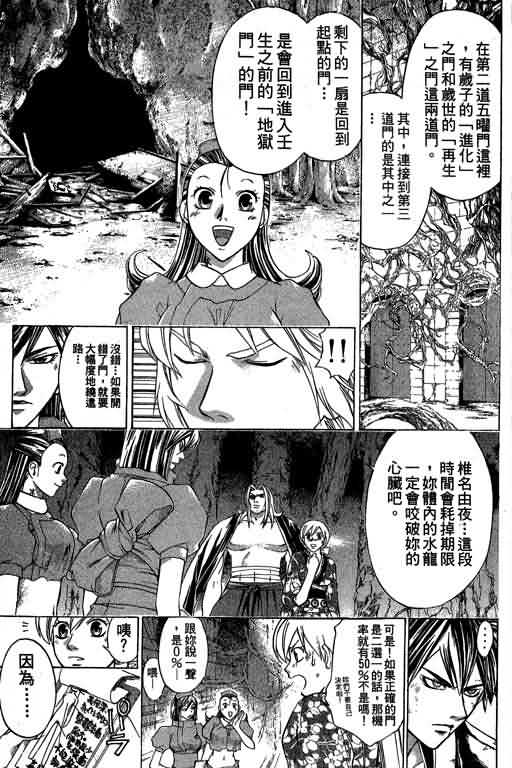 在第二道五曜門這裡
，有歲子的「進化」
之門和歲世的「再生
」之門這兩道門。
其中，連接到第三
道門的是其中之一
…
剩下的一扇是回到
起點的門…
是會回到進入壬
生之前的「地獄
門」的門！
!!
沒錯…如果開
錯了門，就要
大幅度地繞遠
路…
椎名由夜…這段
時間會耗掉期限
，妳體內的水龍
一定會咬破妳的
心臟吧。
…
可是！如果正確的門
是二選一的話，那機
率就有50%不是嗎！
跟妳說一聲
，是0%—
喂—
咦？
因為……